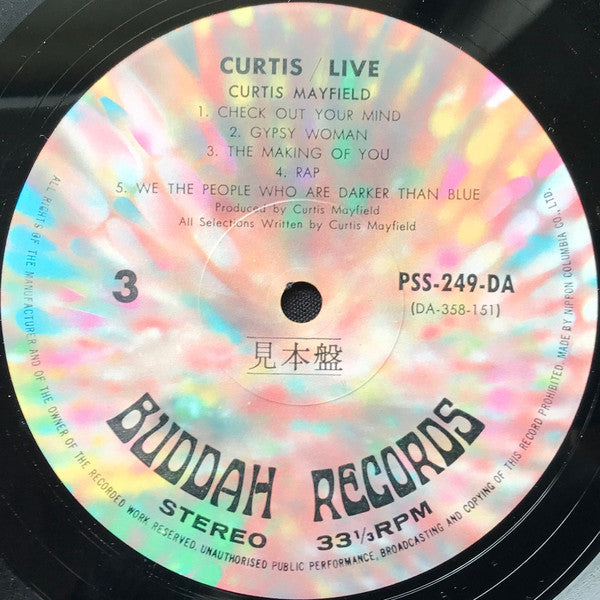 CURTIS / LIVE
CURTIS MAYFIELD
1. CHECK OUT YOUR MIND
2. GYPSY WOMAN
3. THE MAKING OF YOU
4. RAP
5. WE THE PEOPLE WHO ARE DARKER THAN BLUE
Produced by Curtis Mayfield
All Selections Written by Curtis Mayfield
3
PSS-249-DA
(DA-358-151)
見本盤
BUDDAH RECORDS
STEREO
33 1/3 RPM
ALL RIGHTS OF THE MANUFACTURER AND OF THE OWNER OF THE RECORDED WORK RESERVED. UNAUTHORISED PUBLIC PERFORMANCE, BROADCASTING AND COPYING OF THIS RECORD PROHIBITED. MADE BY NIPPON COLUMBIA CO., LTD.